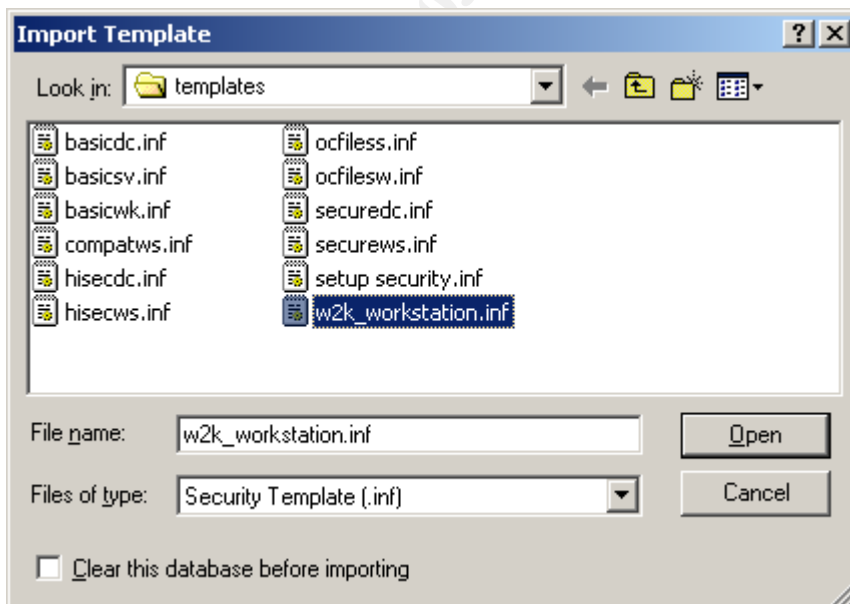 Import Template
Look in: templates
basicdc.inf
basicsv.inf
basicwk.inf
compatws.inf
hisecdc.inf
hisecws.inf
ocfiless.inf
ocfilesw.inf
securedc.inf
securews.inf
setup security.inf
w2k_workstation.inf
File name: w2k_workstation.inf Open
Files of type: Security Template (.inf) Cancel
Clear this database before importing